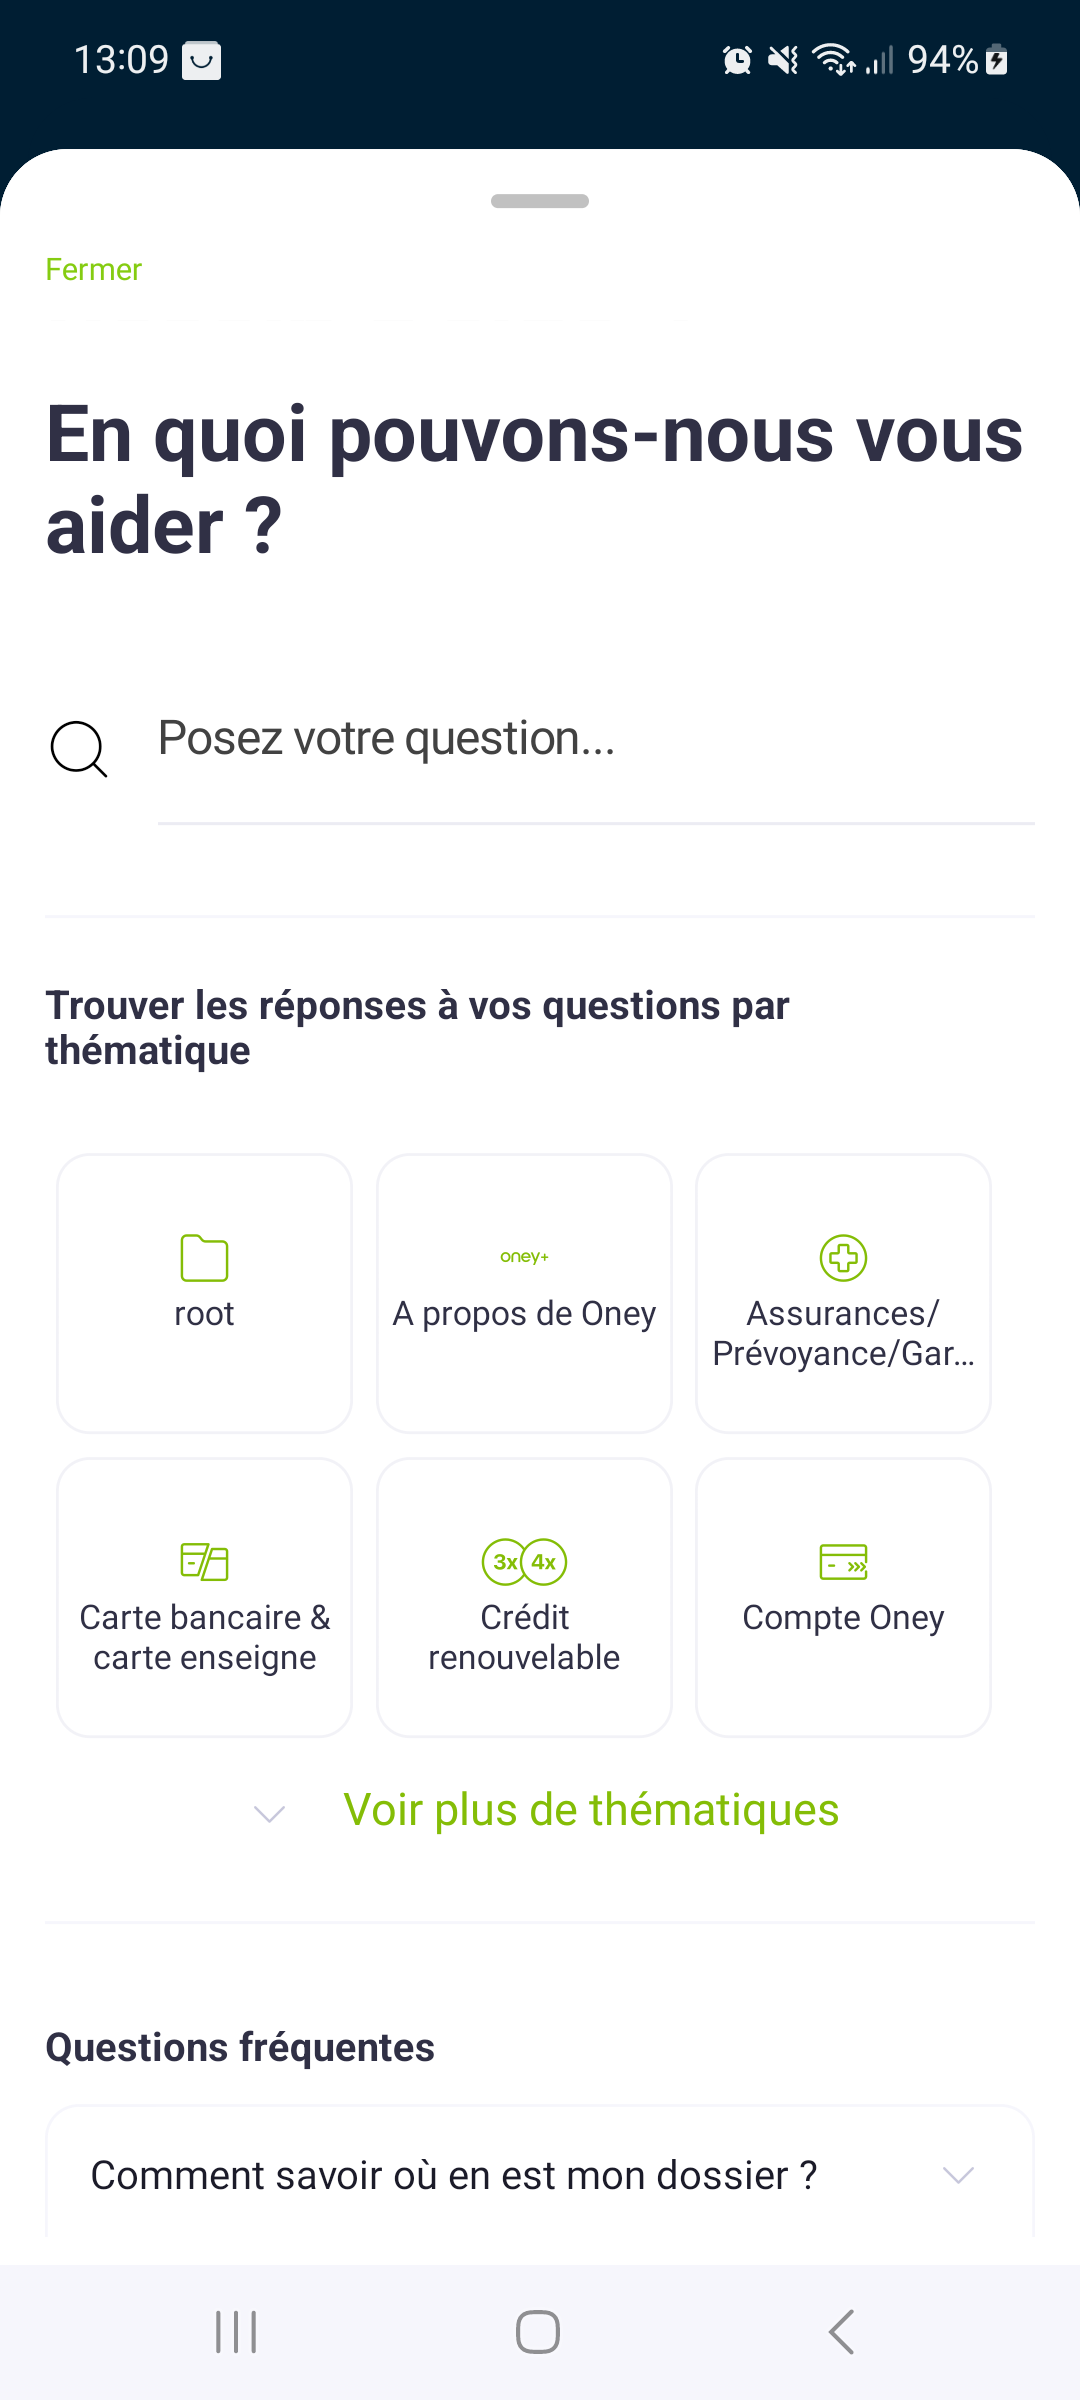 13:09
94%
Fermer
En quoi pouvons-nous vous
aider ?
Posez votre question...
Trouver les réponses à vos questions par
thématique
root
oney+
A propos de Oney
Assurances/
Prévoyance/Gar...
Carte bancaire &
carte enseigne
3x 4x
Crédit
renouvelable
Compte Oney
Voir plus de thématiques
Questions fréquentes
Comment savoir où en est mon dossier ?